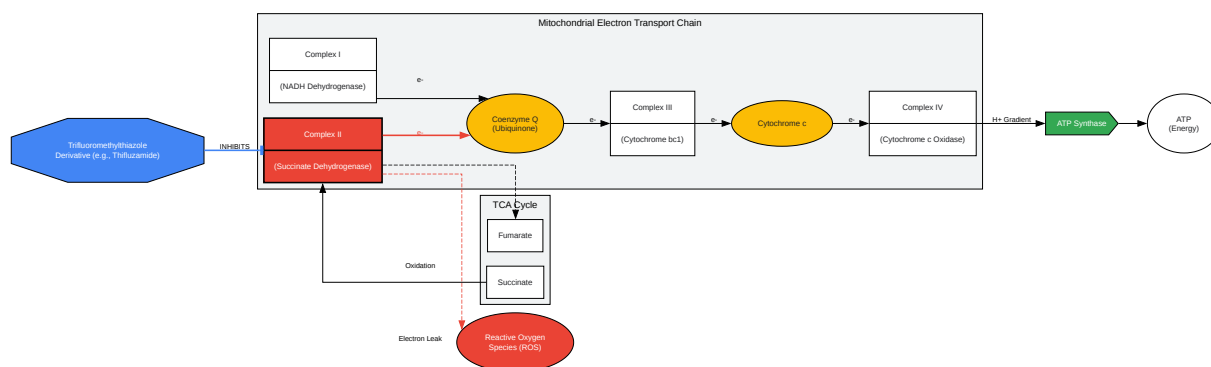 Mitochondrial Electron Transport Chain
Complex I
(NADH Dehydrogenase)
e-
Complex II
(Succinate Dehydrogenase)
e-
Trifluoromethylthiazole
Derivative (e.g., Thifluzamide)
INHIBITS
Coenzyme Q
(Ubiquinone)
e-
Complex III
(Cytochrome bc1)
e-
Cytochrome c
e-
Complex IV
(Cytochrome c Oxidase)
H+ Gradient
ATP Synthase
ATP
(Energy)
TCA Cycle
Fumarate
Succinate
Oxidation
Electron Leak
Reactive Oxygen
Species (ROS)